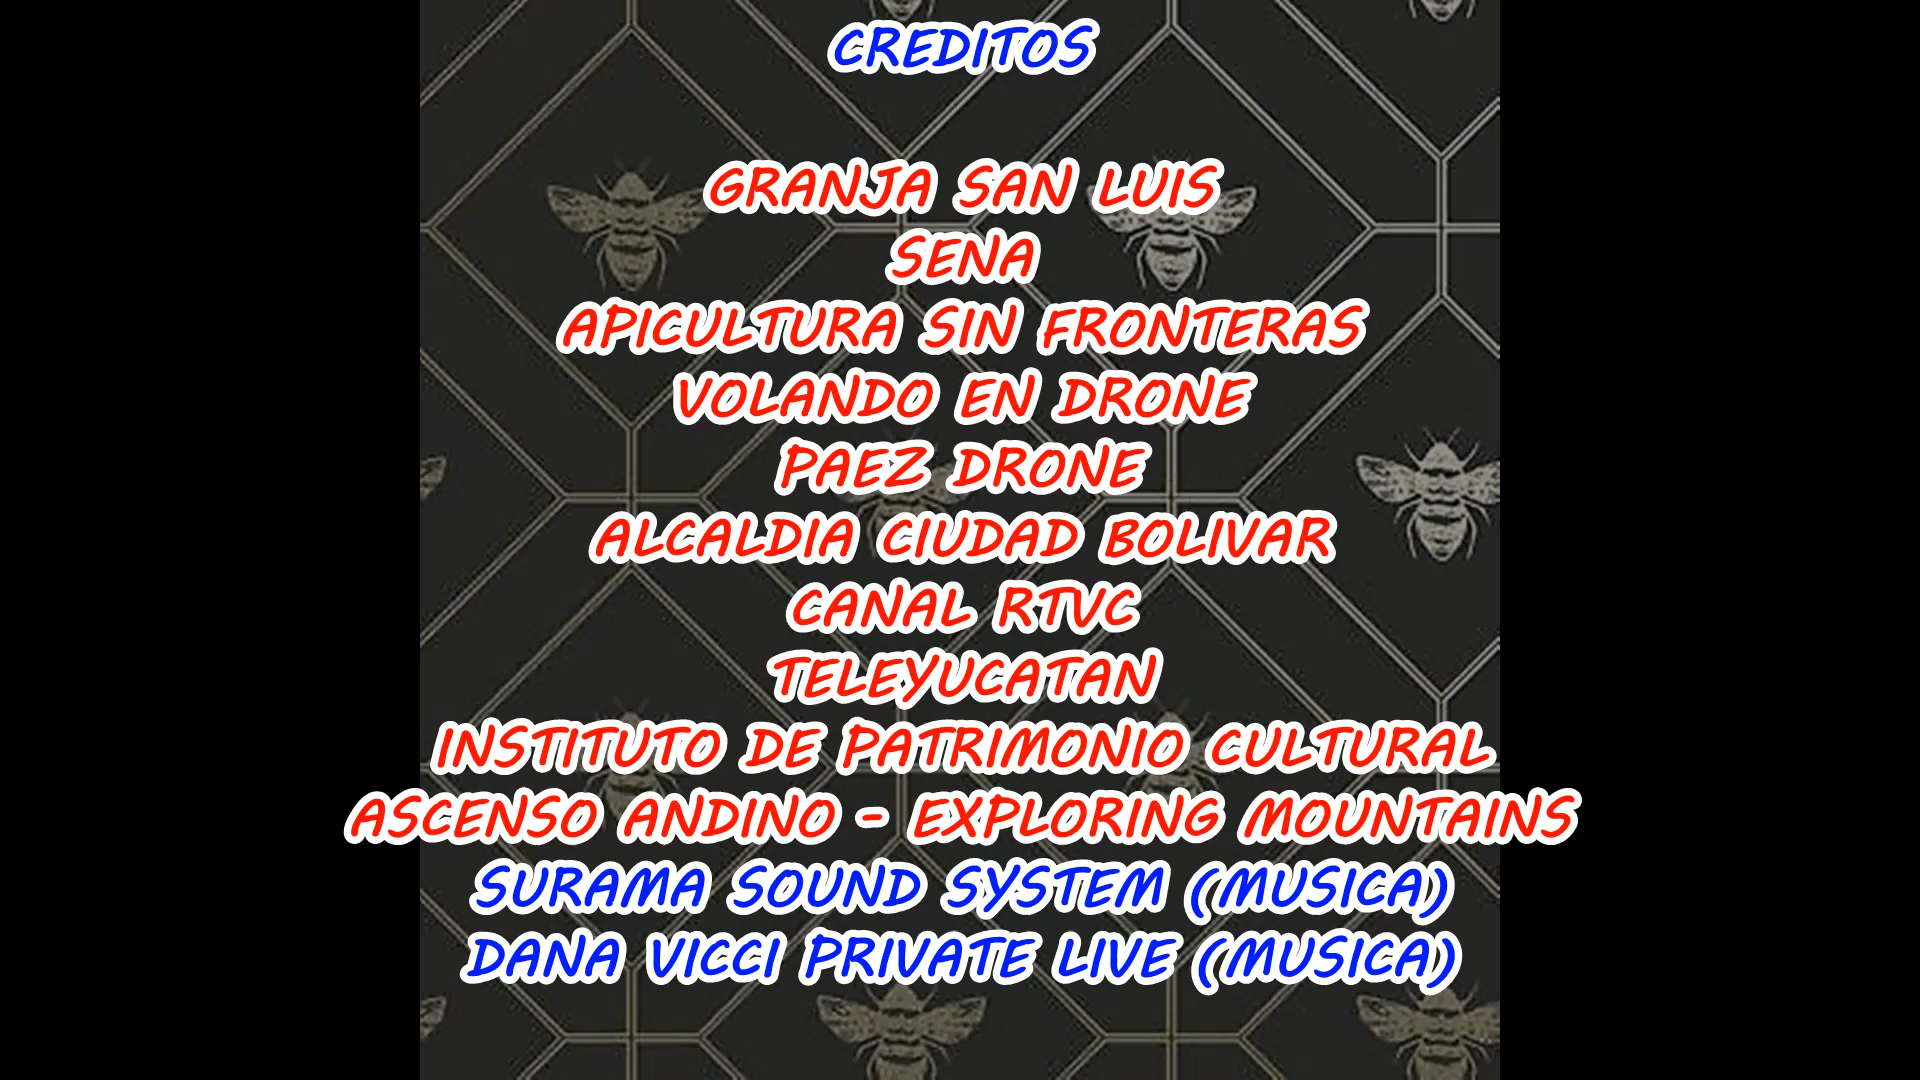 CREDITOS
GRANJA SAN LUIS
SENA
APICULTURA SIN FRONTERAS
VOLANDO EN DRONE
PAEZ DRONE
ALCALDIA CIUDAD BOLIVAR
CANAL RTVC
TELEYUCATAN
INSTITUTO DE PATRIMONIO CULTURAL
ASCENSO ANDINO - EXPLORING MOUNTAINS
SURAMA SOUND SYSTEM (MUSICA)
DANA VICCI PRIVATE LIVE (MUSICA)